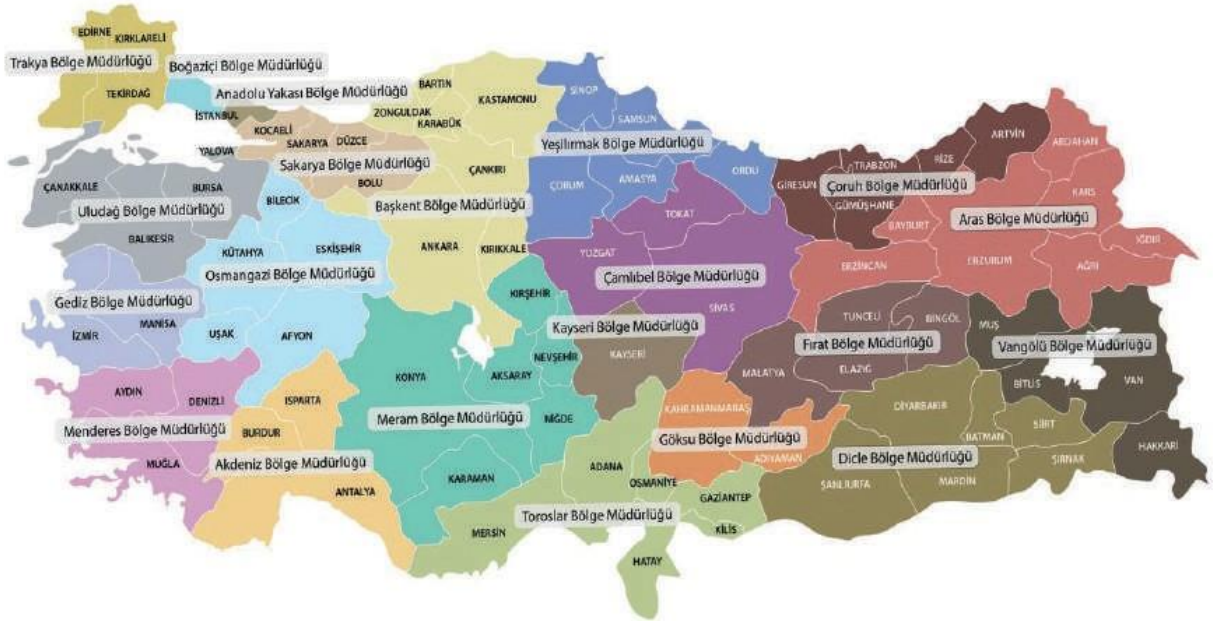 EDİRNE
KIRKLARELİ
Trakya Bölge Müdürlüğü
TEKİRDAĞ
Boğaziçi Bölge Müdürlüğü
Anadolu Yakası Bölge Müdürlüğü
İSTANBUL
KOCAELİ
SAKARYA
DÜZCE
YALOVA
Sakarya Bölge Müdürlüğü
BOLU
BARTIN
KASTAMONU
ZONGULDAK
KARABÜK
ÇANKIRI
Başkent Bölge Müdürlüğü
ANKARA
KIRIKKALE
SİNOP
SAMSUN
Yeşilırmak Bölge Müdürlüğü
ÇORUM
AMASYA
ORDU
GİRESUN
TRABZON
RİZE
ARTVİN
Çoruh Bölge Müdürlüğü
GÜMÜŞHANE
ARDAHAN
KARS
BAYBURT
Aras Bölge Müdürlüğü
IĞDIR
ERZİNCAN
ERZURUM
AĞRI
ÇANAKKALE
BURSA
Uludağ Bölge Müdürlüğü
BALIKESİR
BİLECİK
KÜTAHYA
ESKİŞEHİR
Osmangazi Bölge Müdürlüğü
UŞAK
AFYON
Gediz Bölge Müdürlüğü
MANİSA
İZMİR
TOKAT
YUZGAT
Çamlıbel Bölge Müdürlüğü
SİVAS
KIRŞEHİR
Kayseri Bölge Müdürlüğü
KAYSERİ
NEVŞEHİR
KONYA
AKSARAY
Meram Bölge Müdürlüğü
NİĞDE
KARAMAN
TUNCELİ
BİNGÖL
Fırat Bölge Müdürlüğü
MALATYA
ELAZIĞ
MUŞ
Vangölü Bölge Müdürlüğü
BİTLİS
VAN
HAKKARİ
AYDIN
DENİZLİ
Menderes Bölge Müdürlüğü
MUĞLA
ISPARTA
BURDUR
Akdeniz Bölge Müdürlüğü
ANTALYA
KAHRAMANMARAŞ
Göksu Bölge Müdürlüğü
ADIYAMAN
DİYARBAKIR
BATMAN
SİİRT
Dicle Bölge Müdürlüğü
ŞIRNAK
ŞANLIURFA
MARDİN
ADANA
OSMANİYE
GAZİANTEP
Toroslar Bölge Müdürlüğü
MERSİN
KİLİS
HATAY